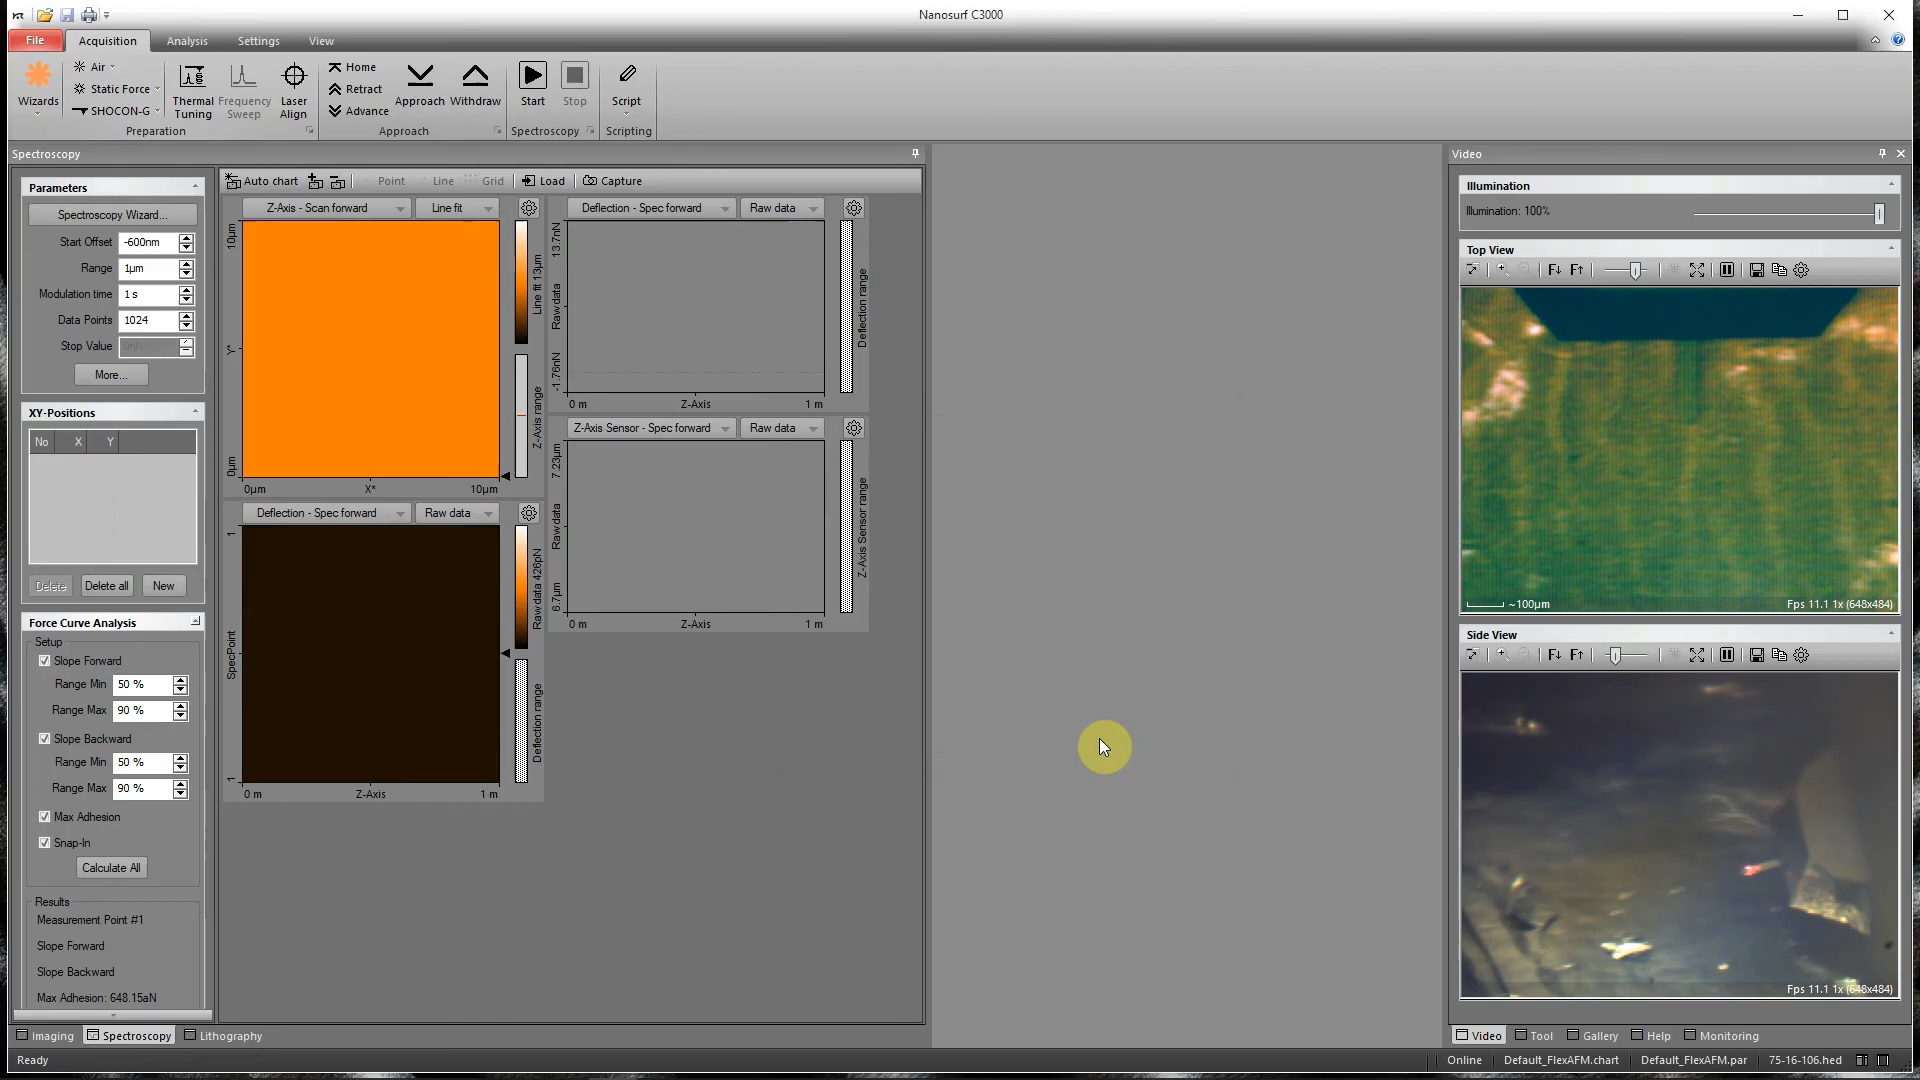 Nanosurf C3000
File
Acquisition
Analysis
Settings
View
Wizards
Air
Static Force
SHOCON-G
Thermal Tuning
Frequency Sweep
Laser Align
Preparation
Home
Retract
Advance
Approach
Withdraw
Approach
Start
Stop
Spectroscopy
Script
Scripting
Spectroscopy
Parameters
Spectroscopy Wizard...
Start Offset -600nm
Range 1µm
Modulation time 1 s
Data Points 1024
Stop Value
More...
XY-Positions
No X Y
Delete
Delete all
New
Force Curve Analysis
Setup
Slope Forward
Range Min 50 %
Range Max 90 %
Slope Backward
Range Min 50 %
Range Max 90 %
Max Adhesion
Snap-In
Calculate All
Results
Measurement Point #1
Slope Forward
Slope Backward
Max Adhesion: 648.15aN
Auto chart
Point
Line
Grid
Load
Capture
Z-Axis - Scan forward
Line fit
10µm
Y*
0µm
0µm X* 10µm
Line fit 13µm
Z-Axis range
Deflection - Spec forward
Raw data
13.7nN
Raw data
-1.76nN
0 m Z-Axis 1 m
Deflection range
Z-Axis Sensor - Spec forward
Raw data
7.23µm
Raw data
6.7µm
0 m Z-Axis 1 m
Z-Axis Sensor range
Deflection - Spec forward
Raw data
1
SpecPoint
1
0 m Z-Axis 1 m
Raw data 426pN
Deflection range
Video
Illumination
Illumination: 100%
Top View
~100µm
Fps 11.1 1x (648x484)
Side View
Fps 11.1 1x (648x484)
Imaging
Spectroscopy
Lithography
Video
Tool
Gallery
Help
Monitoring
Ready
Online
Default_FlexAFM.chart
Default_FlexAFM.par
75-16-106.hed